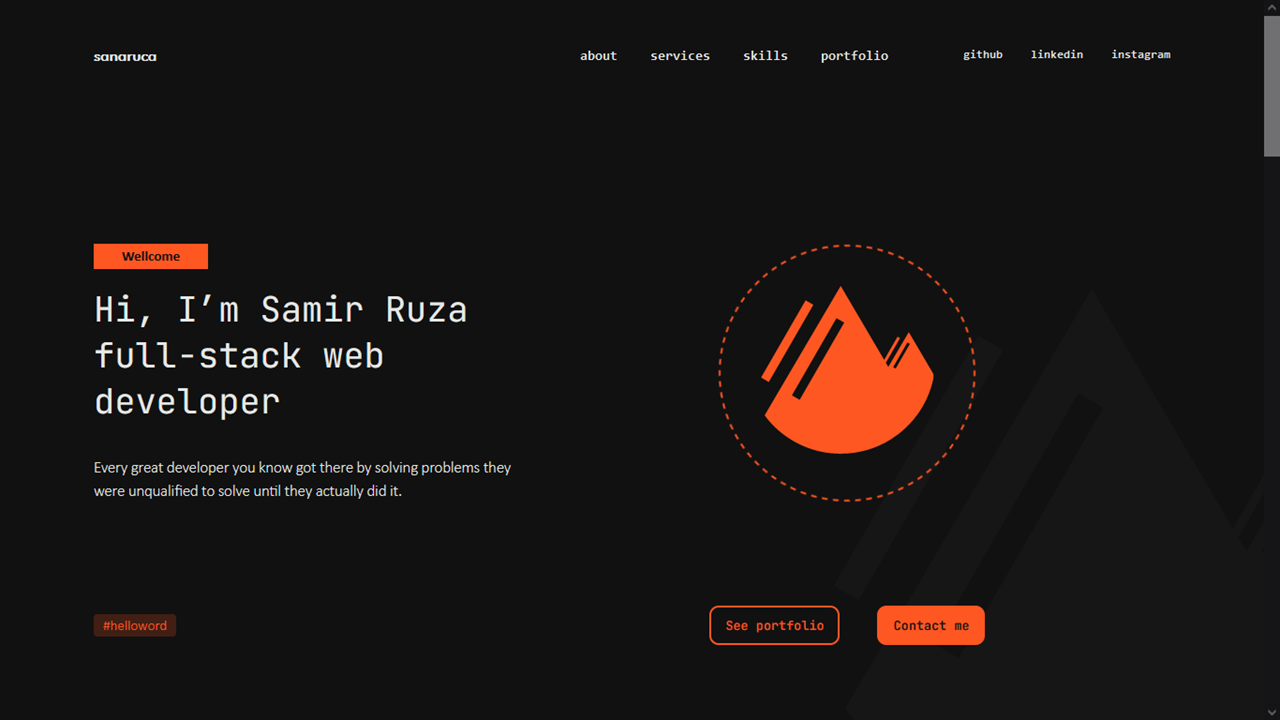 sanaruca
about services skills portfolio github linkedin instagram
Wellcome
Hi, I’m Samir Ruza
full-stack web
developer
Every great developer you know got there by solving problems they
were unqualified to solve until they actually did it.
#helloword
See portfolio
Contact me